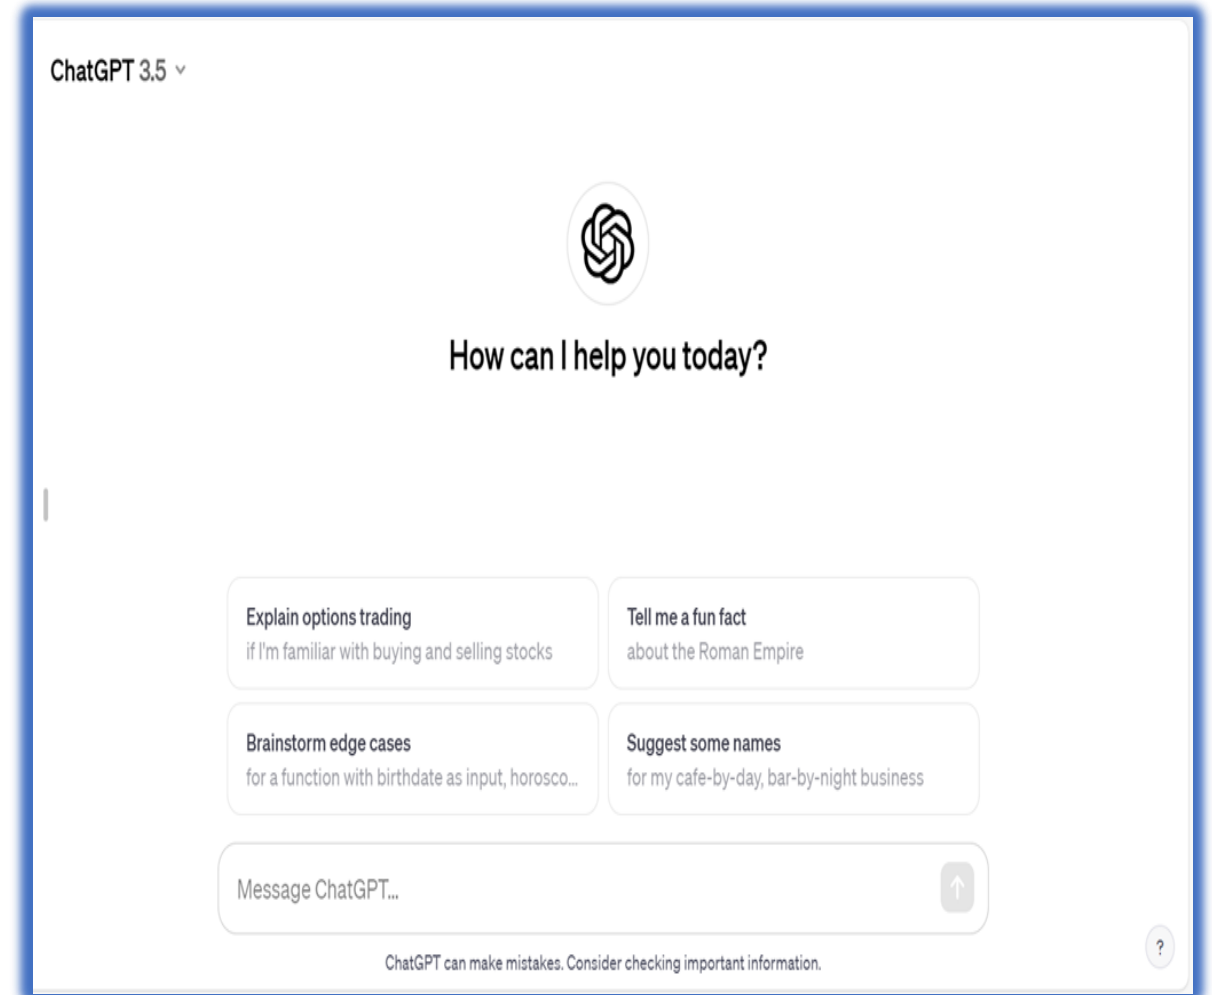 ChatGPT 3.5
How can I help you today?
Explain options trading
if I'm familiar with buying and selling stocks
Tell me a fun fact
about the Roman Empire
Brainstorm edge cases
for a function with birthdate as input, horosco...
Suggest some names
for my cafe-by-day, bar-by-night business
Message ChatGPT...
ChatGPT can make mistakes. Consider checking important information.
?